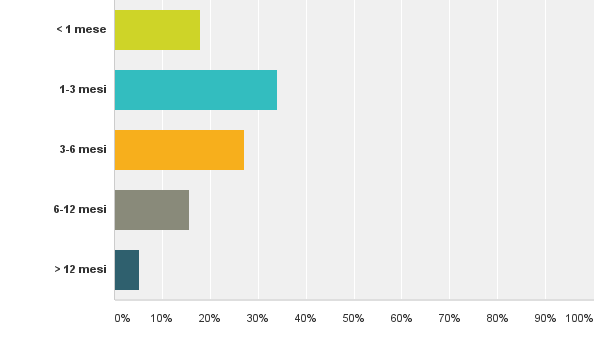 < 1 mese
1-3 mesi
3-6 mesi
6-12 mesi
> 12 mesi
0% 10% 20% 30% 40% 50% 60% 70% 80% 90% 100%